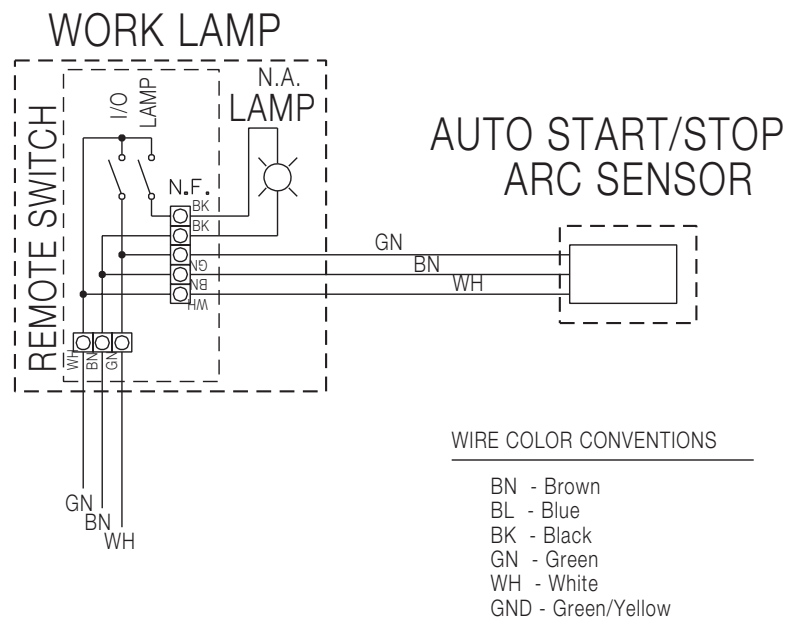 WORK LAMP
REMOTE SWITCH
I/O
LAMP
N.A.
LAMP
N.F.
BK
BK
GN
BN
WH
WH
BN
GN
GN
BN
WH
AUTO START/STOP
ARC SENSOR
GN
BN
WH
WIRE COLOR CONVENTIONS
BN - Brown
BL - Blue
BK - Black
GN - Green
WH - White
GND - Green/Yellow